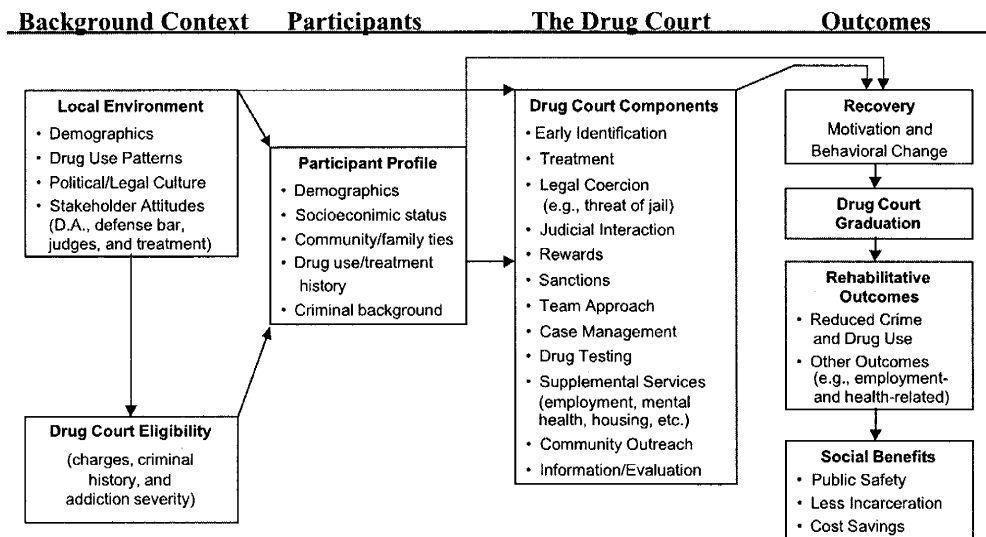 Background Context
Participants
The Drug Court
Outcomes
Local Environment
• Demographics
• Drug Use Patterns
• Political/Legal Culture
• Stakeholder Attitudes
(D.A., defense bar,
judges, and treatment)
Drug Court Eligibility
(charges, criminal
history, and
addiction severity)
Participant Profile
• Demographics
• Socioeconimic status
• Community/family ties
• Drug use/treatment
history
• Criminal background
Drug Court Components
• Early Identification
• Treatment
• Legal Coercion
(e.g., threat of jail)
• Judicial Interaction
• Rewards
• Sanctions
• Team Approach
• Case Management
• Drug Testing
• Supplemental Services
(employment, mental
health, housing, etc.)
• Community Outreach
• Information/Evaluation
Recovery
Motivation and
Behavioral Change
Drug Court
Graduation
Rehabilitative
Outcomes
• Reduced Crime
and Drug Use
• Other Outcomes
(e.g., employment-
and health-related)
Social Benefits
• Public Safety
• Less Incarceration
• Cost Savings